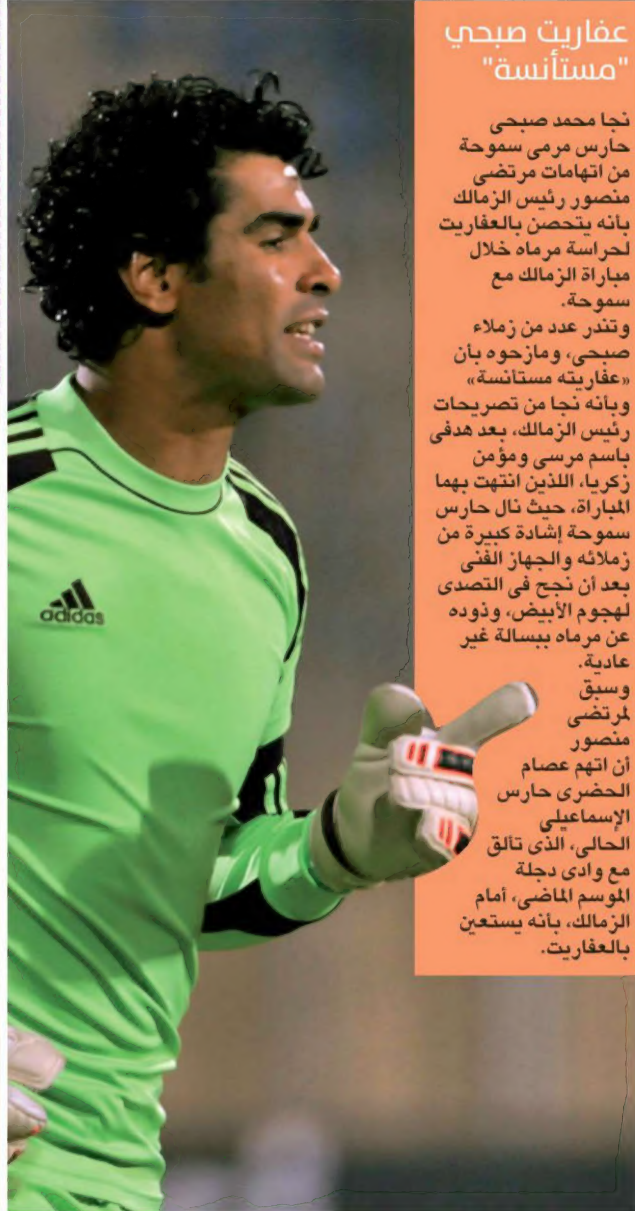 عفاريت صبحي
"مستأنسة"
نجا محمد صبحى
حارس مرمى سموحة
من اتهامات مرتضى
منصور رئيس الزمالك
بأنه يتحصن بالعفاريت
لحراسة مرماه خلال
مباراة الزمالك مع
سموحة.
وتندر عدد من زملاء
صبحى، ومازحوه بأن
«عفاريته مستأنسة»
وبأنه نجا من تصريحات
رئيس الزمالك، بعد هدفى
باسم مرسى ومؤمن
زكريا، اللذين انتهت بهما
المباراة، حيث نال حارس
سموحة إشادة كبيرة من
زملائه والجهاز الفنى
بعد أن نجح فى التصدى
لهجوم الأبيض، وذوده
عن مرماه ببسالة غير
عادية.
وسبق
لمرتضى
منصور
أن اتهم عصام
الحضرى حارس
الإسماعيلى
الحالى، الذى تألق
مع وادى دجلة
الموسم الماضى، أمام
الزمالك، بأنه يستعين
بالعفاريت.
adidas